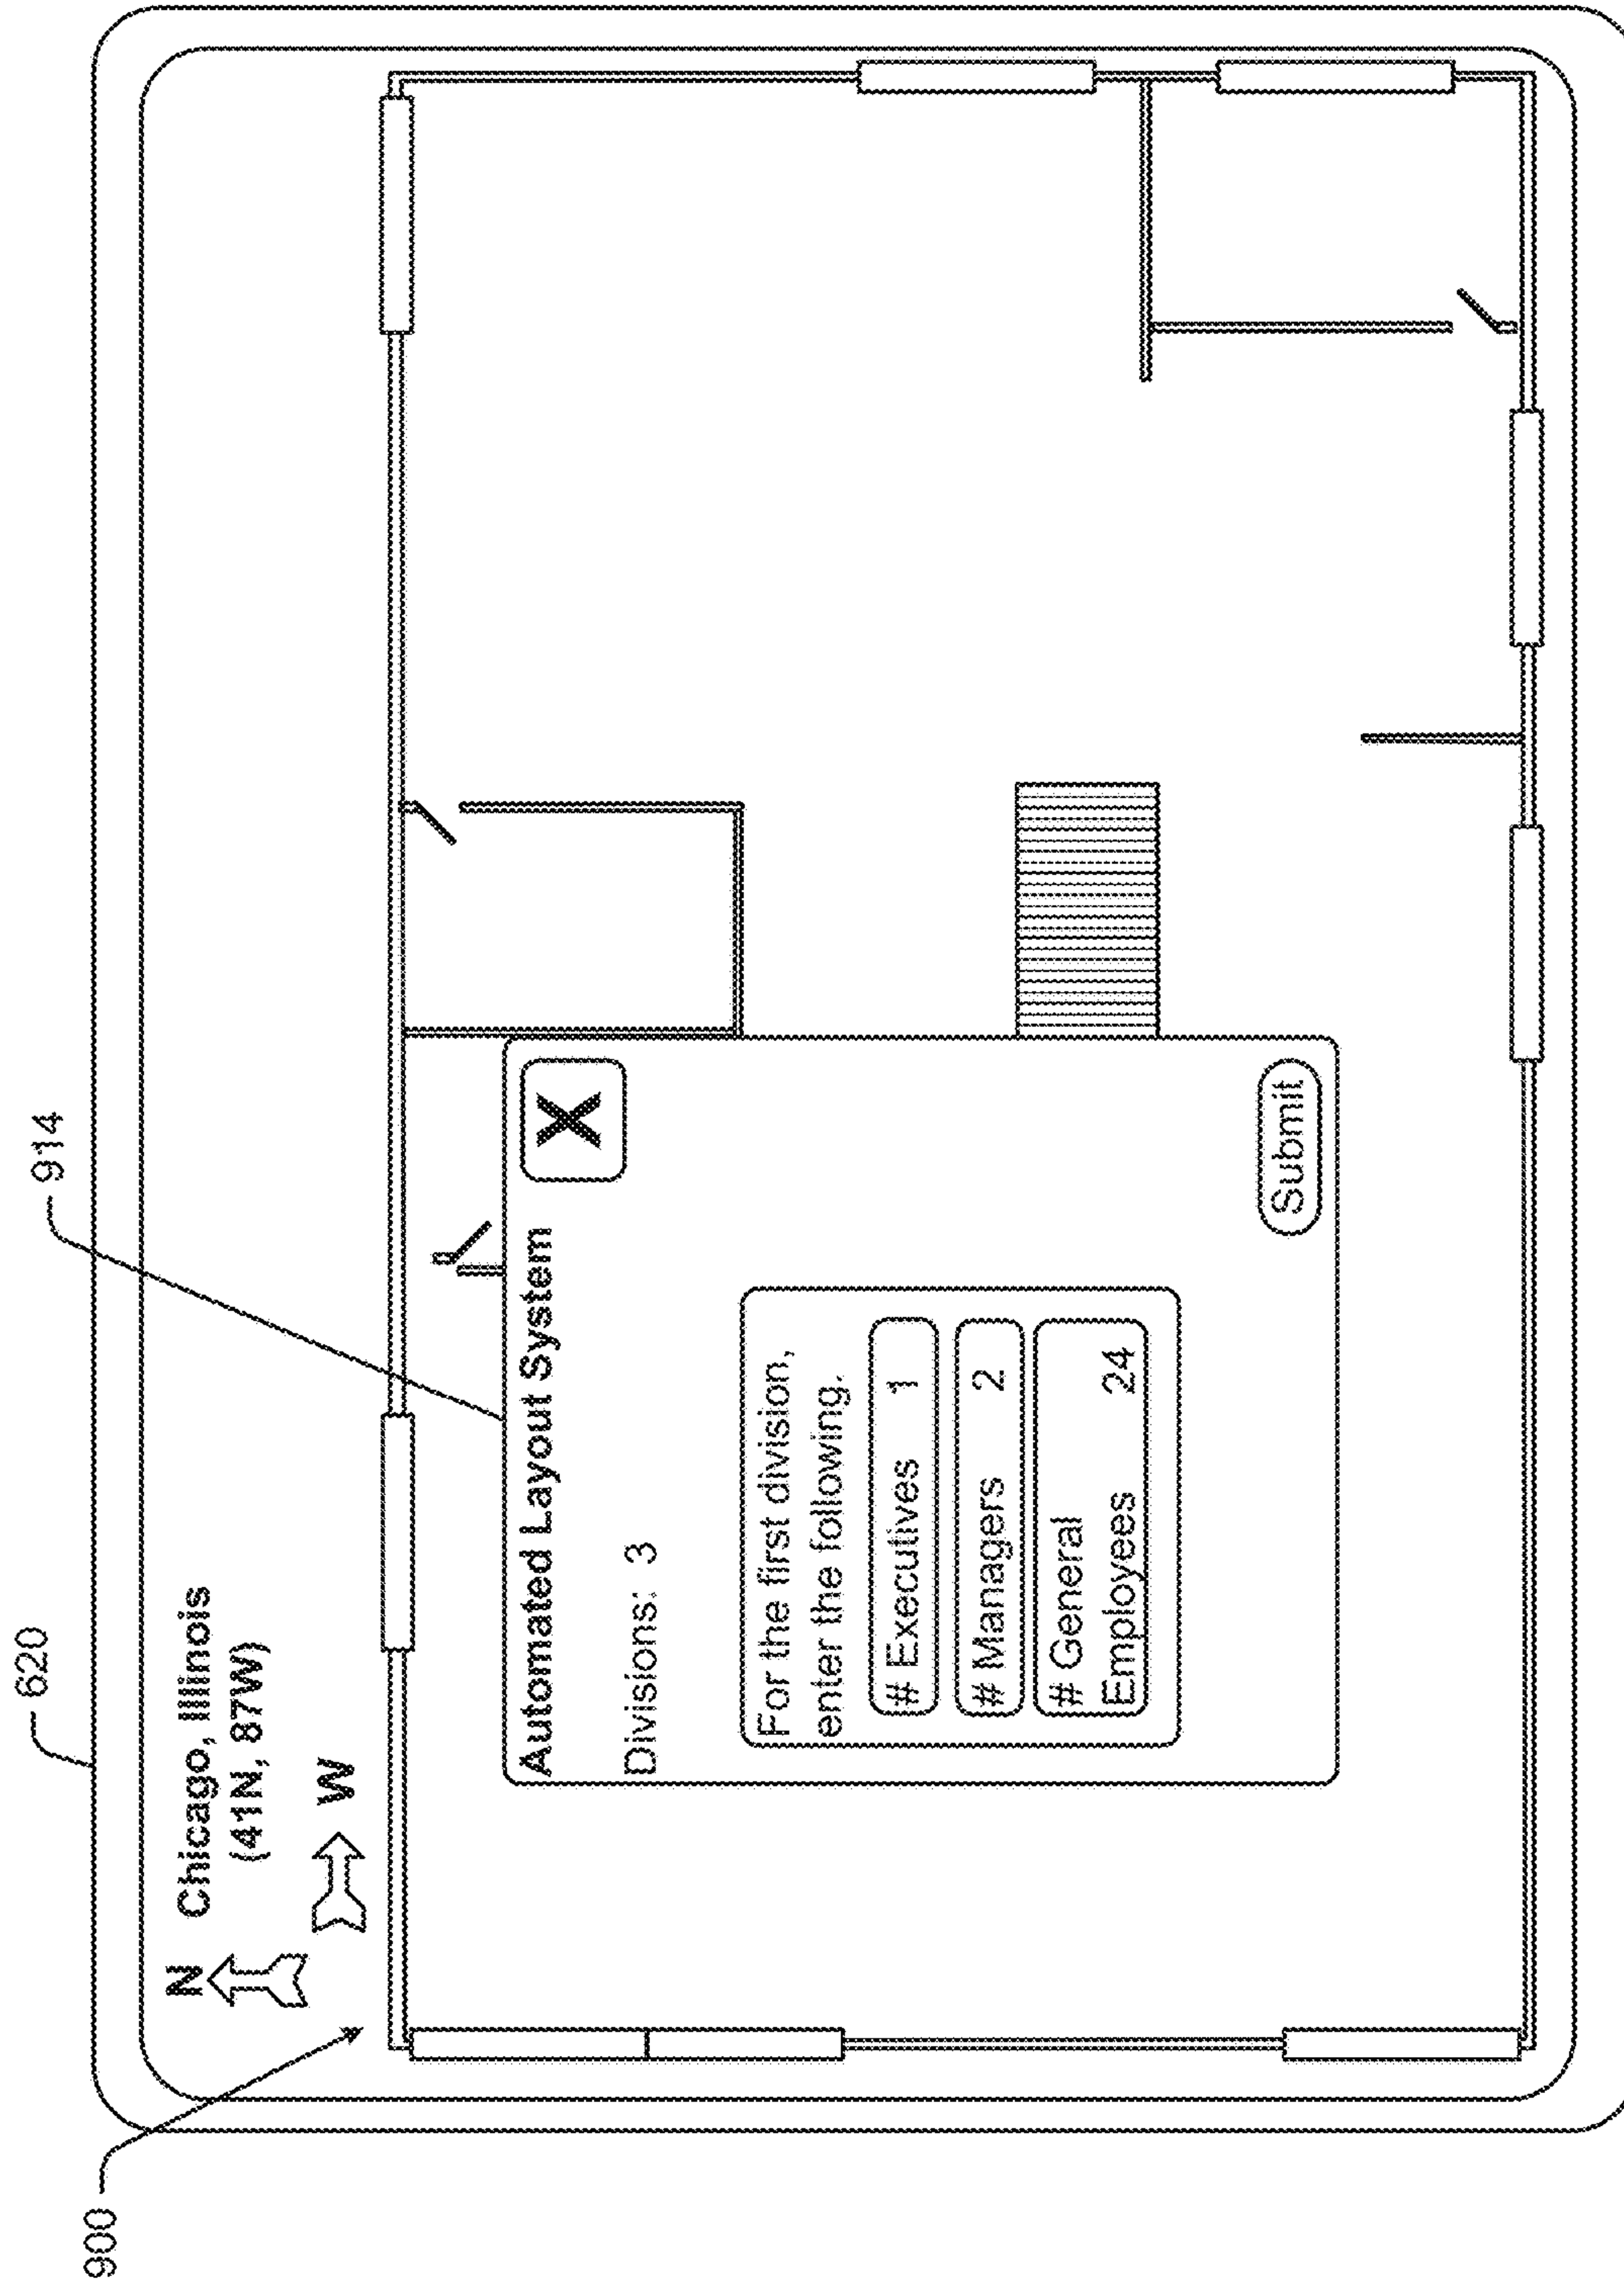 620
914
900
N
Chicago, Illinois
(41N, 87W)
W
Automated Layout System
X
Divisions: 3
For the first division,
enter the following.
# Executives 1
# Managers 2
# General
Employees 24
Submit